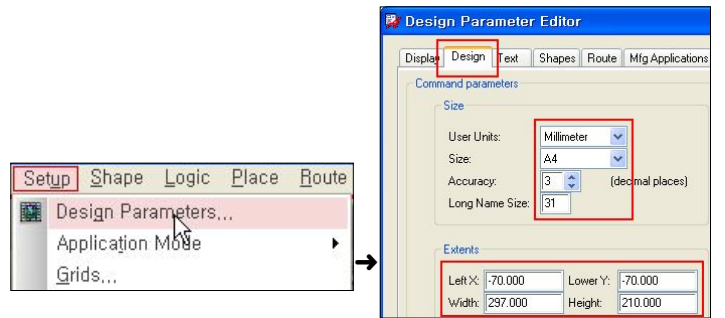 Setup Shape Logic Place Route
Design Parameters...
Application Mode
Grids...
Design Parameter Editor
Display Design Text Shapes Route Mfg Applications
Command parameters
Size
User Units: Millimeter
Size: A4
Accuracy: 3 (decimal places)
Long Name Size: 31
Extents
Left X: -70.000 Lower Y: -70.000
Width: 297.000 Height: 210.000